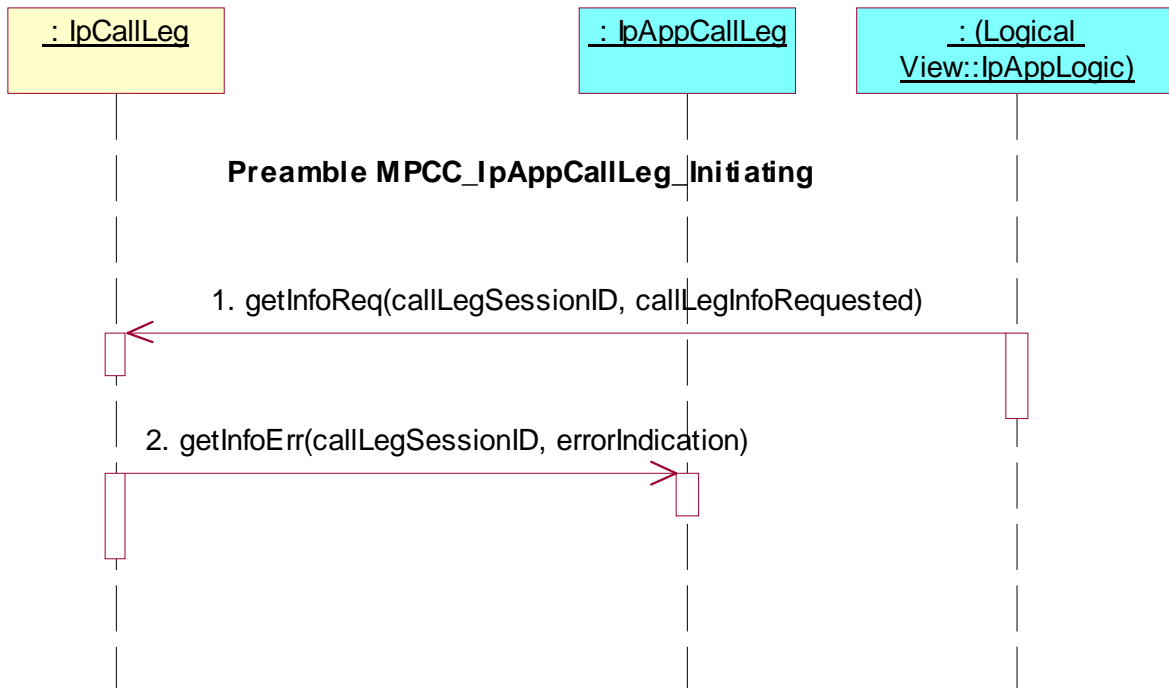 : IpCallLeg
: IpAppCallLeg
: (Logical
View::IpAppLogic)
Preamble MPCC_IpAppCallLeg_Initiating
1. getInfoReq(callLegSessionID, callLegInfoRequested)
2. getInfoErr(callLegSessionID, errorIndication)